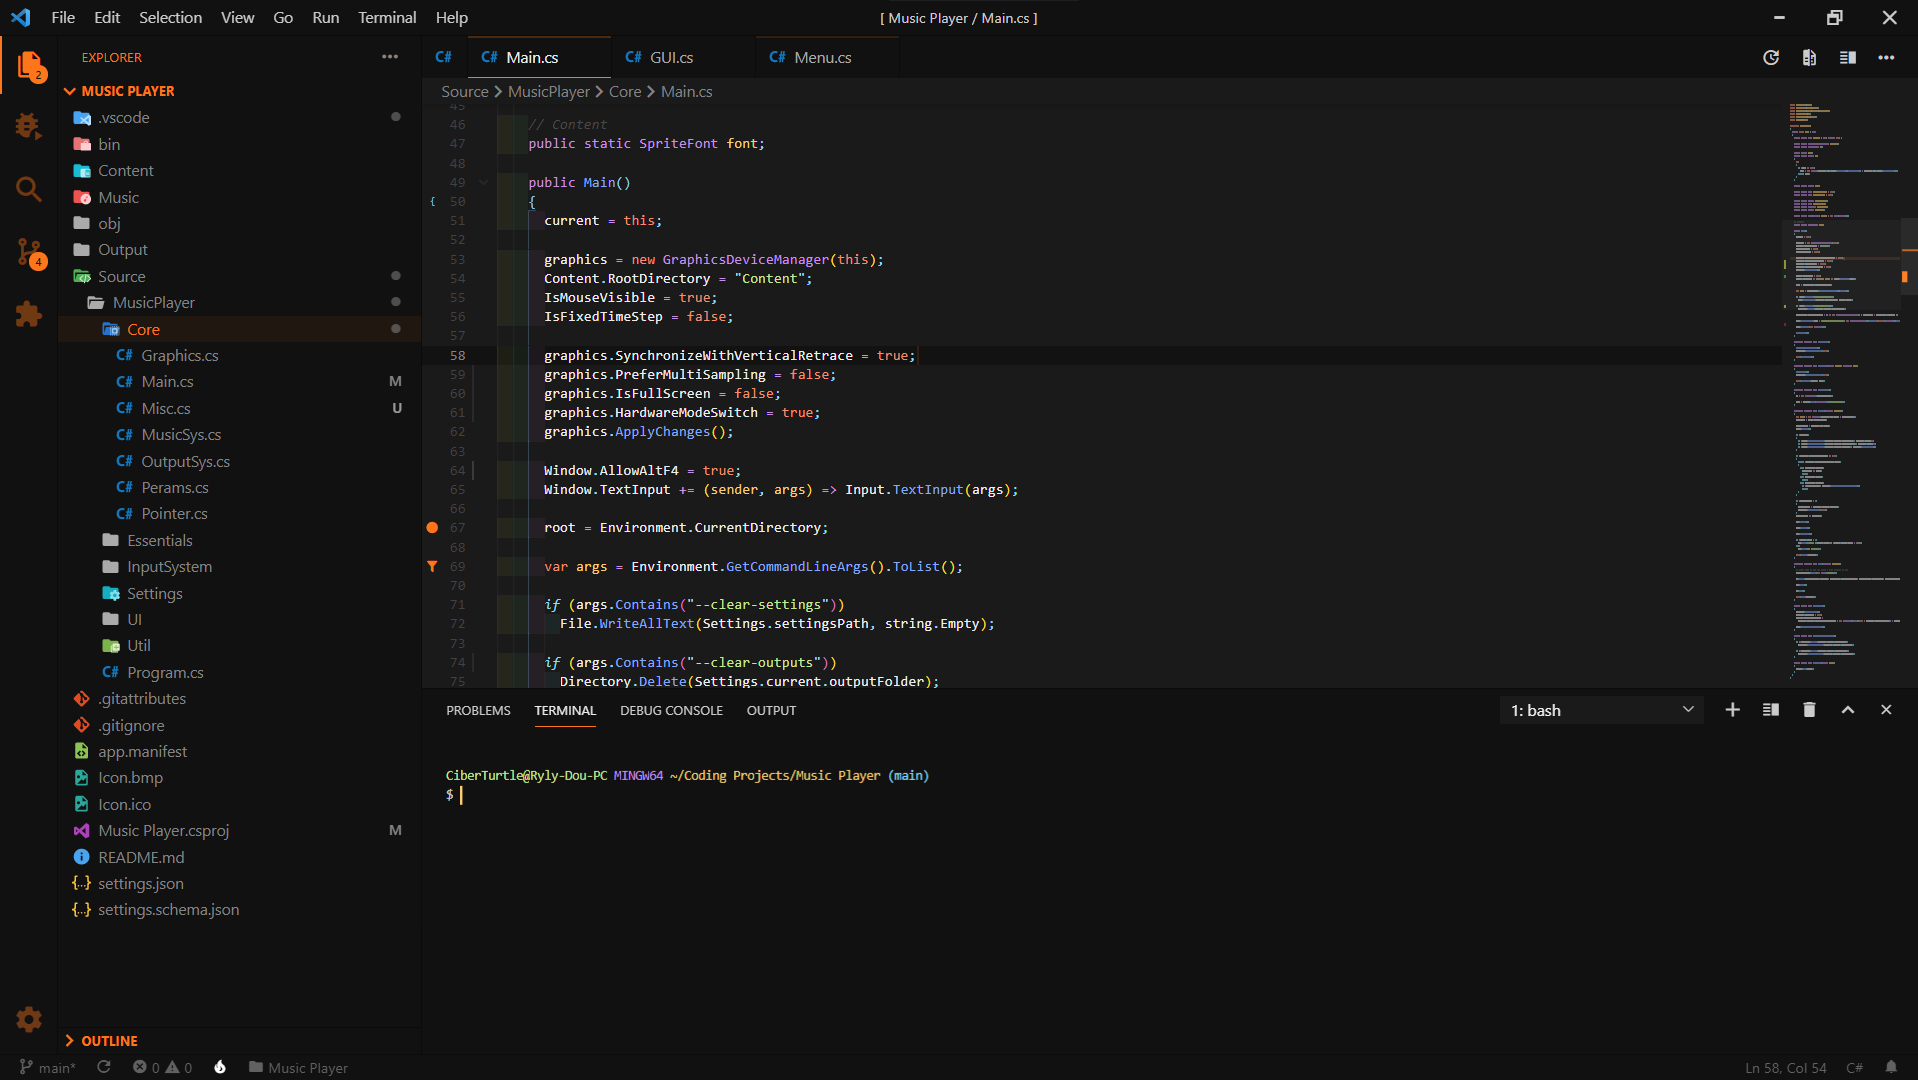 File Edit Selection View Go Run Terminal Help
[ Music Player / Main.cs ]
EXPLORER
MUSIC PLAYER
.vscode
bin
Content
Music
obj
Output
Source
MusicPlayer
Core
C# Graphics.cs
C# Main.cs M
C# Misc.cs U
C# MusicSys.cs
C# OutputSys.cs
C# Perams.cs
C# Pointer.cs
Essentials
InputSystem
Settings
UI
Util
C# Program.cs
.gitattributes
.gitignore
app.manifest
Icon.bmp
Icon.ico
Music Player.csproj M
README.md
{..} settings.json
{..} settings.schema.json
OUTLINE
2
4
C# C# Main.cs C# GUI.cs C# Menu.cs
Source > MusicPlayer > Core > Main.cs
45
46 // Content
47 public static SpriteFont font;
48
49 public Main()
{ 50 {
51 current = this;
52
53 graphics = new GraphicsDeviceManager(this);
54 Content.RootDirectory = "Content";
55 IsMouseVisible = true;
56 IsFixedTimeStep = false;
57
58 graphics.SynchronizeWithVerticalRetrace = true;
59 graphics.PreferMultiSampling = false;
60 graphics.IsFullScreen = false;
61 graphics.HardwareModeSwitch = true;
62 graphics.ApplyChanges();
63
64 Window.AllowAltF4 = true;
65 Window.TextInput += (sender, args) => Input.TextInput(args);
66
67 root = Environment.CurrentDirectory;
68
69 var args = Environment.GetCommandLineArgs().ToList();
70
71 if (args.Contains("--clear-settings"))
72 File.WriteAllText(Settings.settingsPath, string.Empty);
73
74 if (args.Contains("--clear-outputs"))
75 Directory.Delete(Settings.current.outputFolder);
PROBLEMS TERMINAL DEBUG CONSOLE OUTPUT
1: bash
CiberTurtle@Ryly-Dou-PC MINGW64 ~/Coding Projects/Music Player (main)
$
main* 0 0 Music Player
Ln 58, Col 54 C#